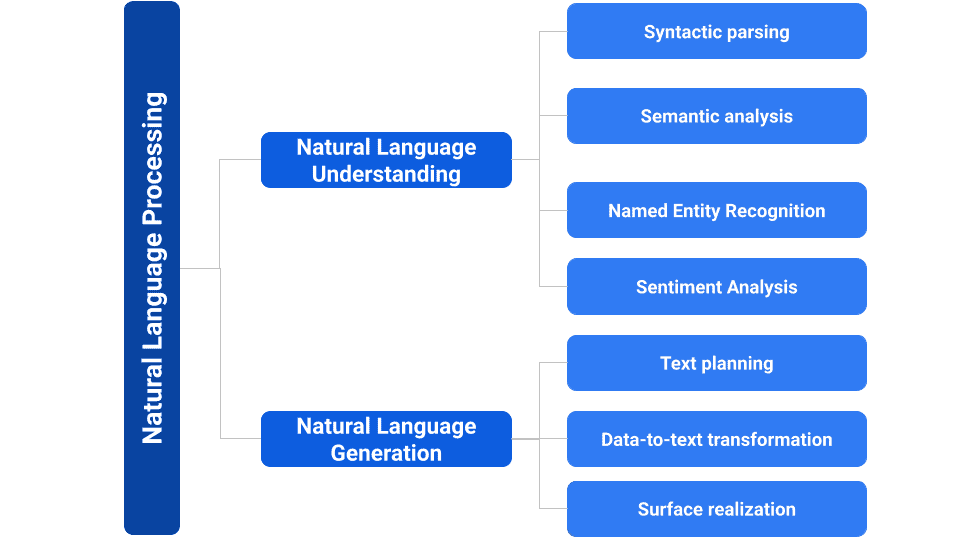 Natural Language Processing
Natural Language
Understanding
Syntactic parsing
Semantic analysis
Named Entity Recognition
Sentiment Analysis
Natural Language
Generation
Text planning
Data-to-text transformation
Surface realization